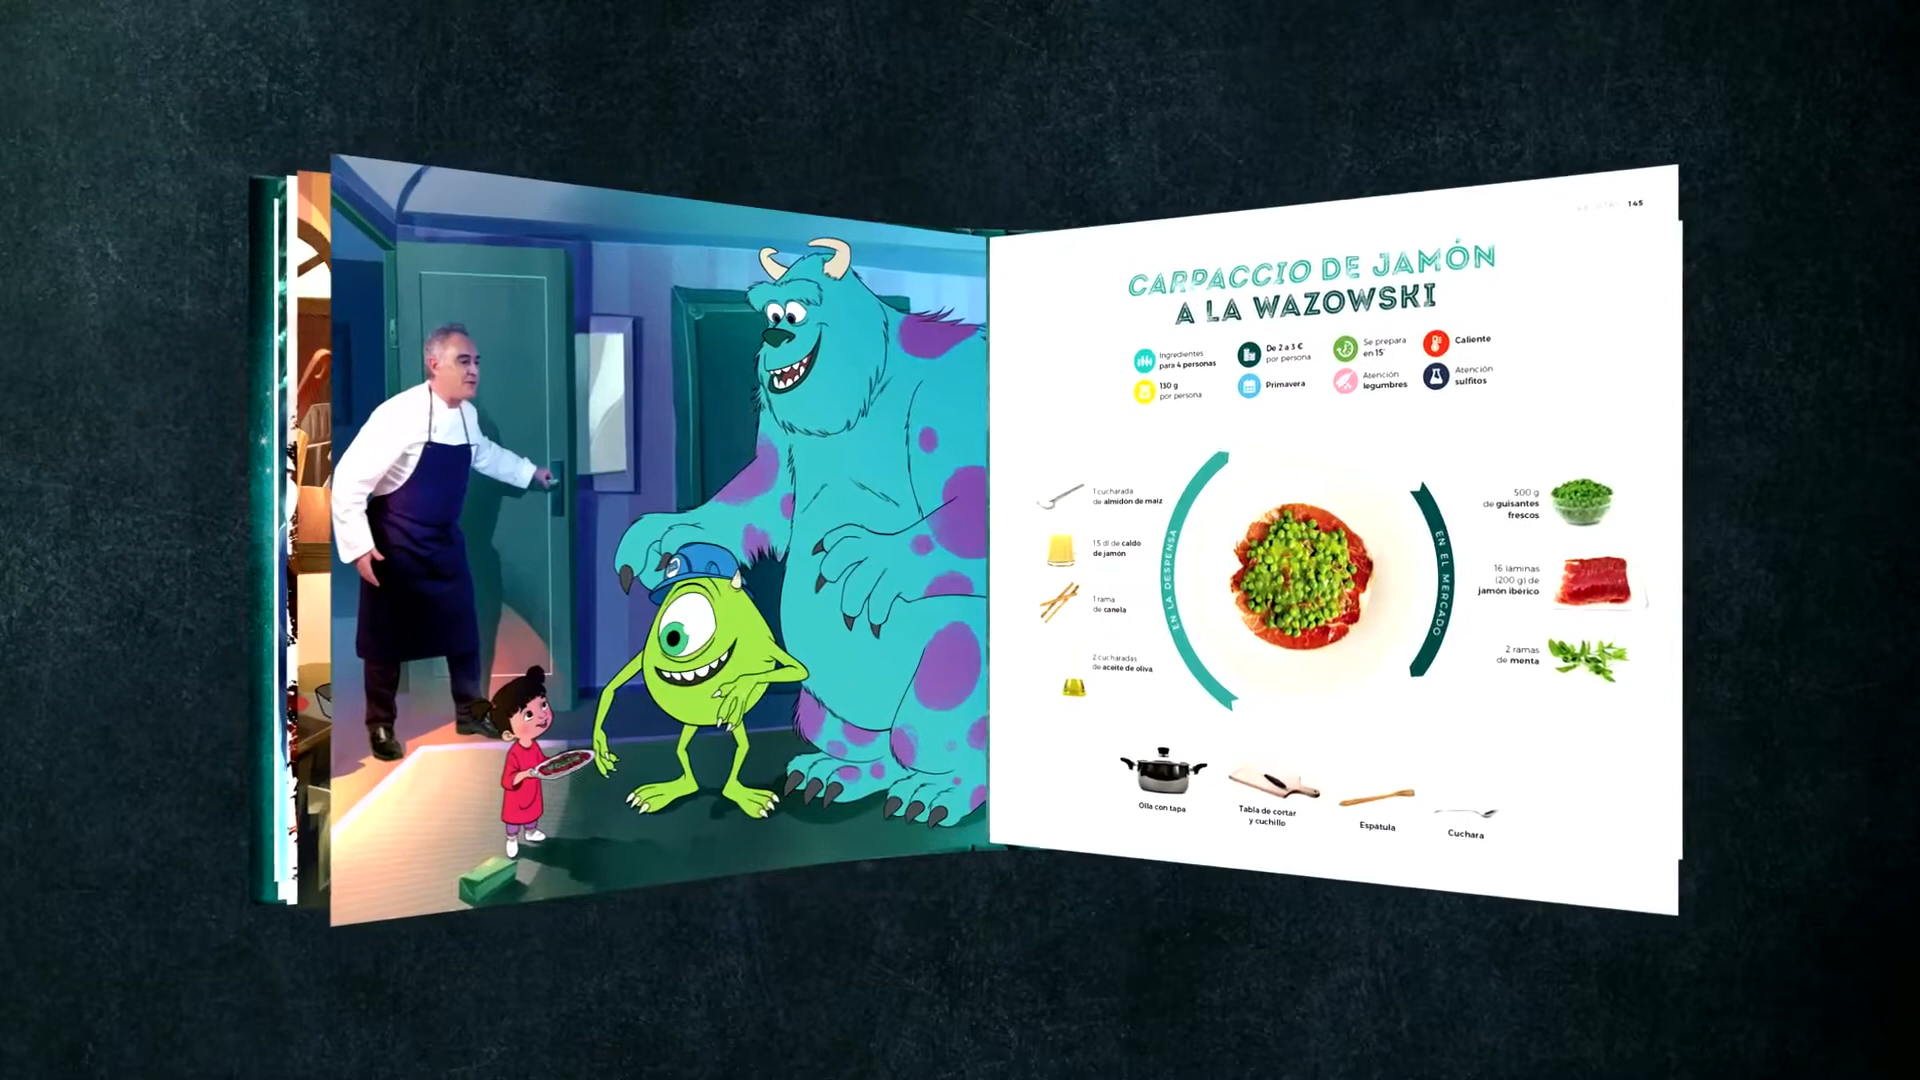 145
CARPACCIO DE JAMÓN
A LA WAZOWSKI
Ingredientes
para 4 personas
De 2 a 3 €
por persona
Se prepara
en 15'
Caliente
130 g
por persona
Primavera
Atención
legumbres
Atención
sulfitos
1 cucharada
de almidón de maíz
15 dl de caldo
de jamón
1 rama
de canela
2 cucharadas
de aceite de oliva
EN LA DESPENSA
EN EL MERCADO
500 g
de guisantes
frescos
16 láminas
(200 g) de
jamón ibérico
2 ramas
de menta
Olla con tapa
Tabla de cortar
y cuchillo
Espátula
Cuchara